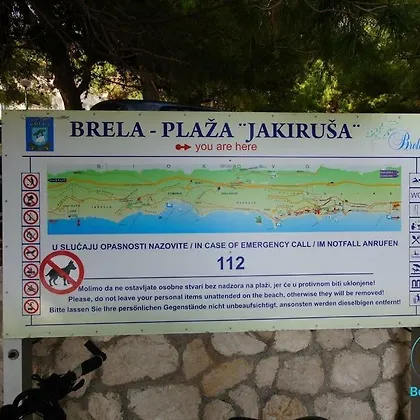 BRELA - PLAŽA "JAKIRUŠA"
Brel
you are here
U SLUČAJU OPASNOSTI NAZOVITE / IN CASE OF EMERGENCY CALL / IM NOTFALL ANRUFEN
112
Molimo da ne ostavljate osobne stvari bez nadzora na plaži, jer će u protivnom biti uklonjene!
Please, do not leave your personal items unattended on the beach, otherwise they will be removed!
Bitte lassen Sie Ihre persönlichen Gegenstände nicht unbeaufsichtigt, ansonsten werden dieselbigen entfernt!